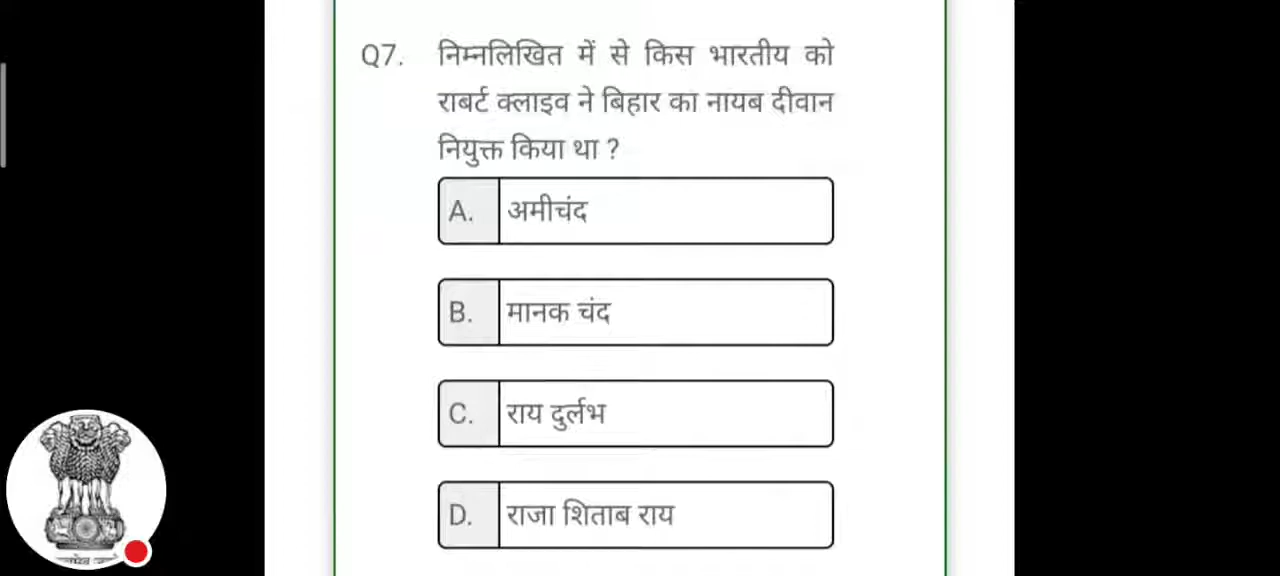 Q7. निम्नलिखित में से किस भारतीय को
राबर्ट क्लाइव ने बिहार का नायब दीवान
नियुक्त किया था ?
A. अमीचंद
B. मानक चंद
C. राय दुर्लभ
D. राजा शिताब राय